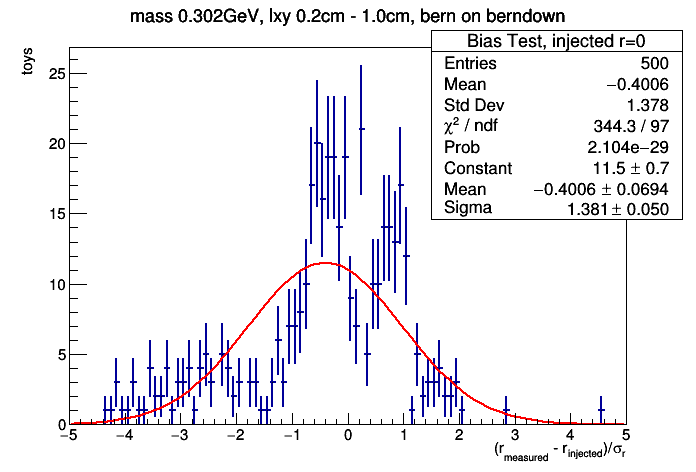 mass 0.302GeV, lxy 0.2cm - 1.0cm, bern on berndown
Bias Test, injected r=0
Entries 500
Mean −0.4006
Std Dev 1.378
χ² / ndf 344.3 / 97
Prob 2.104e−29
Constant 11.5 ± 0.7
Mean −0.4006 ± 0.0694
Sigma 1.381 ± 0.050
toys
25
20
15
10
5
0
−5 −4 −3 −2 −1 0 1 2 3 4 5
(r_measured - r_injected)/σ_r